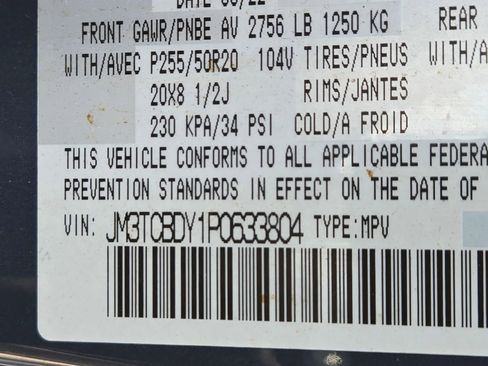 FRONT GAWR/PNBE AV 2756 LB 1250 KG REAR
WITH/AVEC P255/50R20 104V TIRES/PNEUS WITH/A
20X8 1/2J RIMS/JANTES
230 KPA/34 PSI COLD/A FROID
THIS VEHICLE CONFORMS TO ALL APPLICABLE FEDERA
PREVENTION STANDARDS IN EFFECT ON THE DATE OF
VIN: JM3TCBDY1P0633804 TYPE:MPV